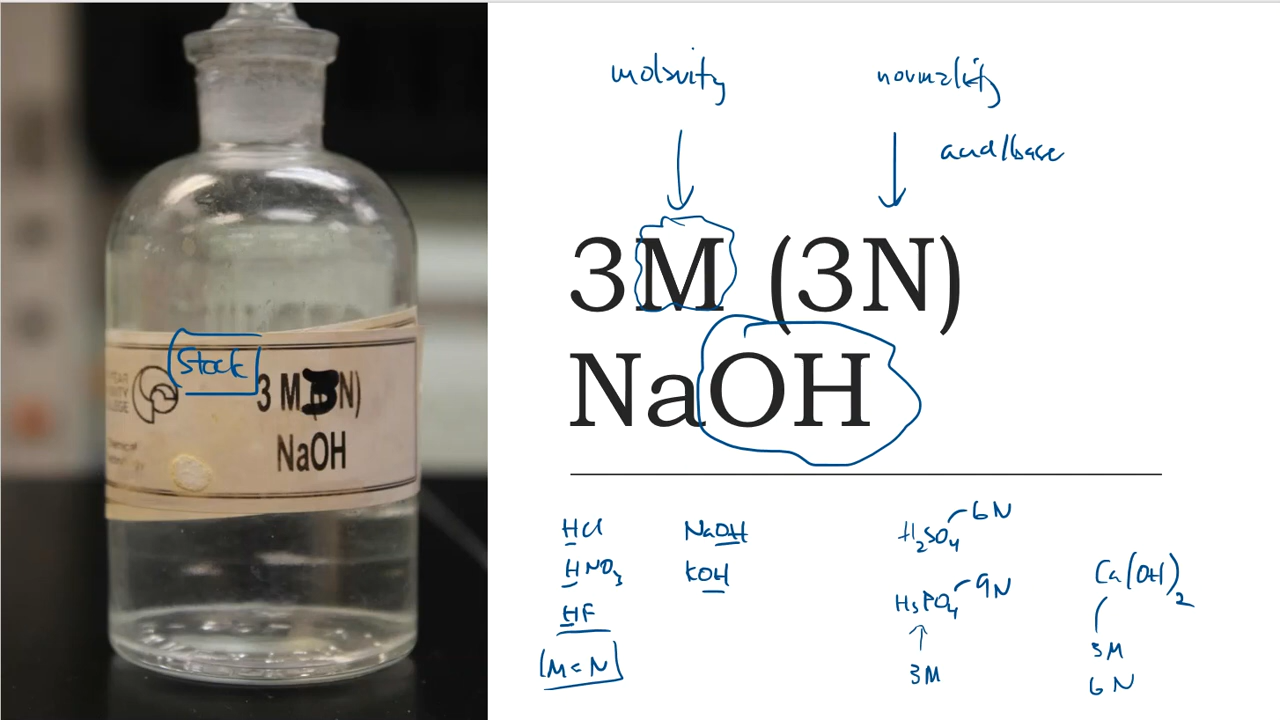 molarity
normality
acid/base
3M (3N)
NaOH
Stock
3 M N)
NaOH
HCl
HNO3
HF
M = N
NaOH
KOH
H2SO4 6N
H3PO4 9N
3M
Ca(OH)2
3M
6N